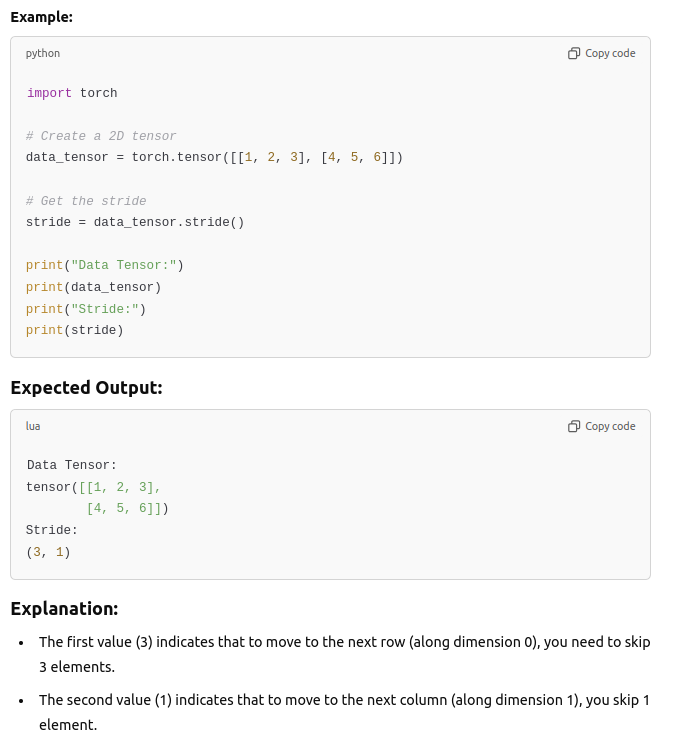 Example:
python
Copy code
import torch
# Create a 2D tensor
data_tensor = torch.tensor([[1, 2, 3], [4, 5, 6]])
# Get the stride
stride = data_tensor.stride()
print("Data Tensor:")
print(data_tensor)
print("Stride:")
print(stride)
Expected Output:
lua
Copy code
Data Tensor:
tensor([[1, 2, 3],
        [4, 5, 6]])
Stride:
(3, 1)
Explanation:
• The first value (3) indicates that to move to the next row (along dimension 0), you need to skip
3 elements.
• The second value (1) indicates that to move to the next column (along dimension 1), you skip 1
element.